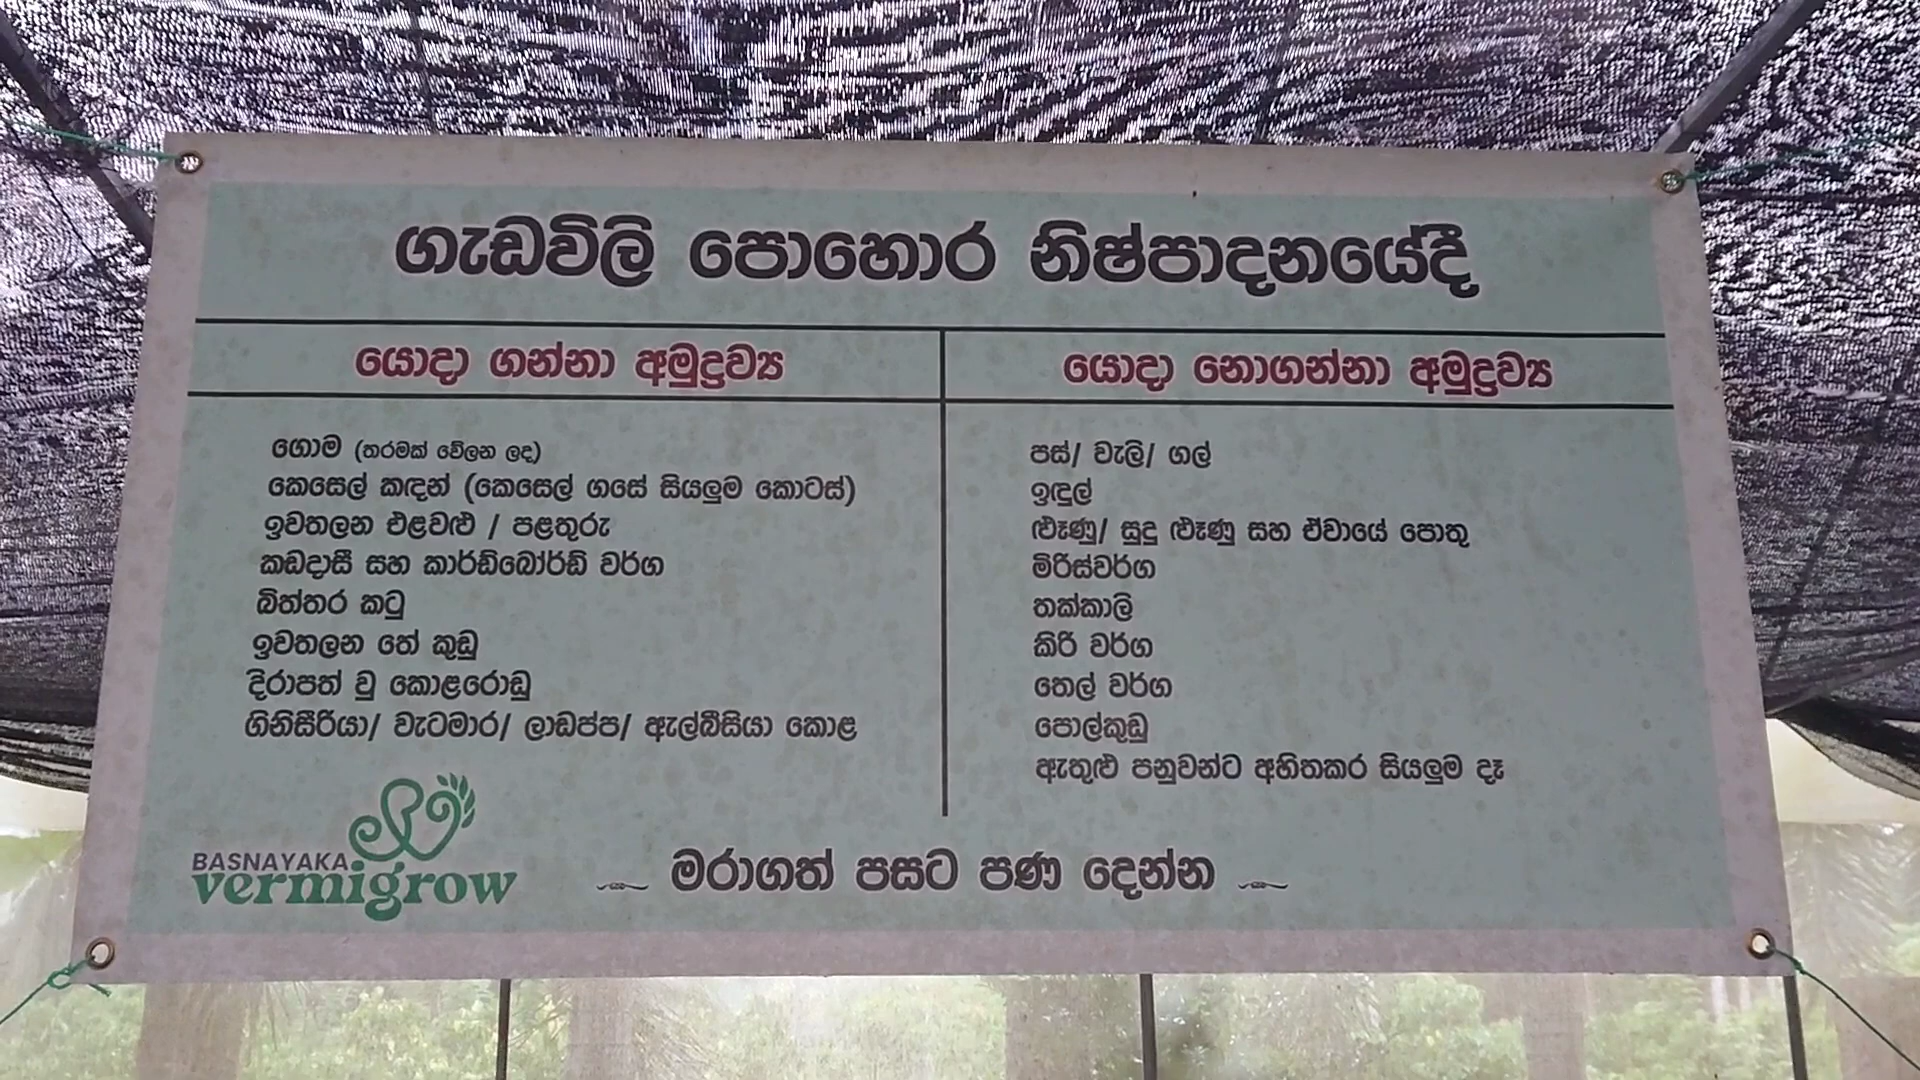 ගැඩවිලි පොහොර නිෂ්පාදනයේදී
යොදා ගන්නා අමුද්‍රව්‍ය
ගොම (තරමක් වේලන ලද)
කෙසෙල් කඳන් (කෙසෙල් ගසේ සියලුම කොටස්)
ඉවතලන එළවළු / පළතුරු
කඩදාසී සහ කාර්ඩ්බෝර්ඩ් වර්ග
බිත්තර කටු
ඉවතලන තේ කුඩු
දිරාපත් වු කොළරොඩු
ගිනිසීරියා/ වැටමාර/ ලාඩප්ප/ ඇල්බීසියා කොළ
යොදා නොගන්නා අමුද්‍රව්‍ය
පස්/ වැලි/ ගල්
ඉඳුල්
ළූණු/ සුදු ළූණු සහ ඒවායේ පොතු
මිරිස්වර්ග
තක්කාලි
කිරි වර්ග
තෙල් වර්ග
පොල්කුඩු
ඇතුළු පනුවන්ට අහිතකර සියලුම දෑ
BASNAYAKA
vermigrow
මරාගත් පසට පණ දෙන්න